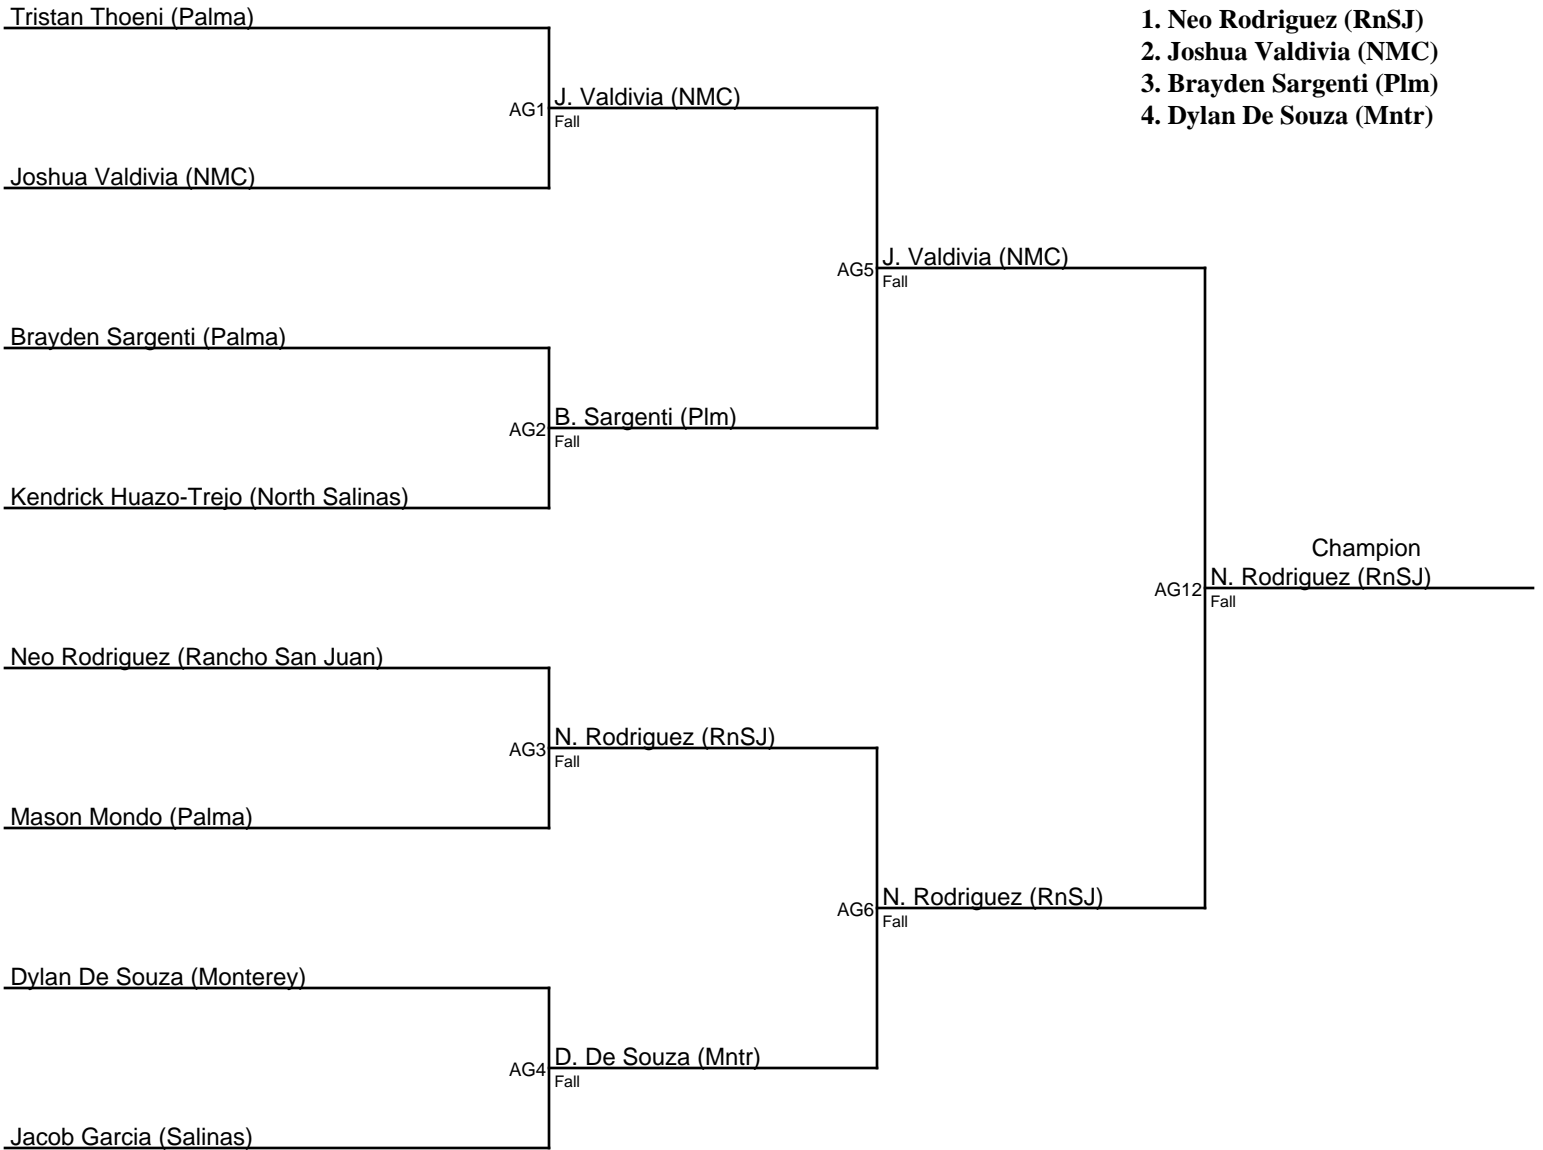 Tristan Thoeni (Palma)
1. Neo Rodriguez (RnSJ)
2. Joshua Valdivia (NMC)
3. Brayden Sargenti (Plm)
4. Dylan De Souza (Mntr)
AG1
J. Valdivia (NMC)
Fall
Joshua Valdivia (NMC)
AG5
J. Valdivia (NMC)
Fall
Brayden Sargenti (Palma)
AG2
B. Sargenti (Plm)
Fall
Kendrick Huazo-Trejo (North Salinas)
Champion
AG12
N. Rodriguez (RnSJ)
Fall
Neo Rodriguez (Rancho San Juan)
AG3
N. Rodriguez (RnSJ)
Fall
Mason Mondo (Palma)
AG6
N. Rodriguez (RnSJ)
Fall
Dylan De Souza (Monterey)
AG4
D. De Souza (Mntr)
Fall
Jacob Garcia (Salinas)